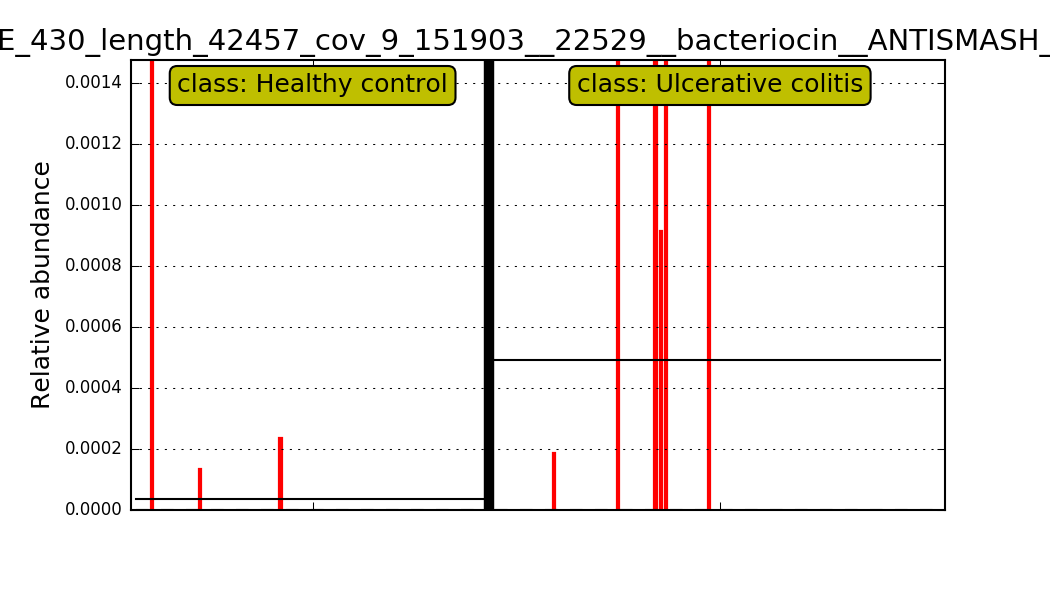 E_430_length_42457_cov_9_151903__22529__bacteriocin__ANTISMASH_
class: Healthy control
class: Ulcerative colitis
Relative abundance
0.0014
0.0012
0.0010
0.0008
0.0006
0.0004
0.0002
0.0000